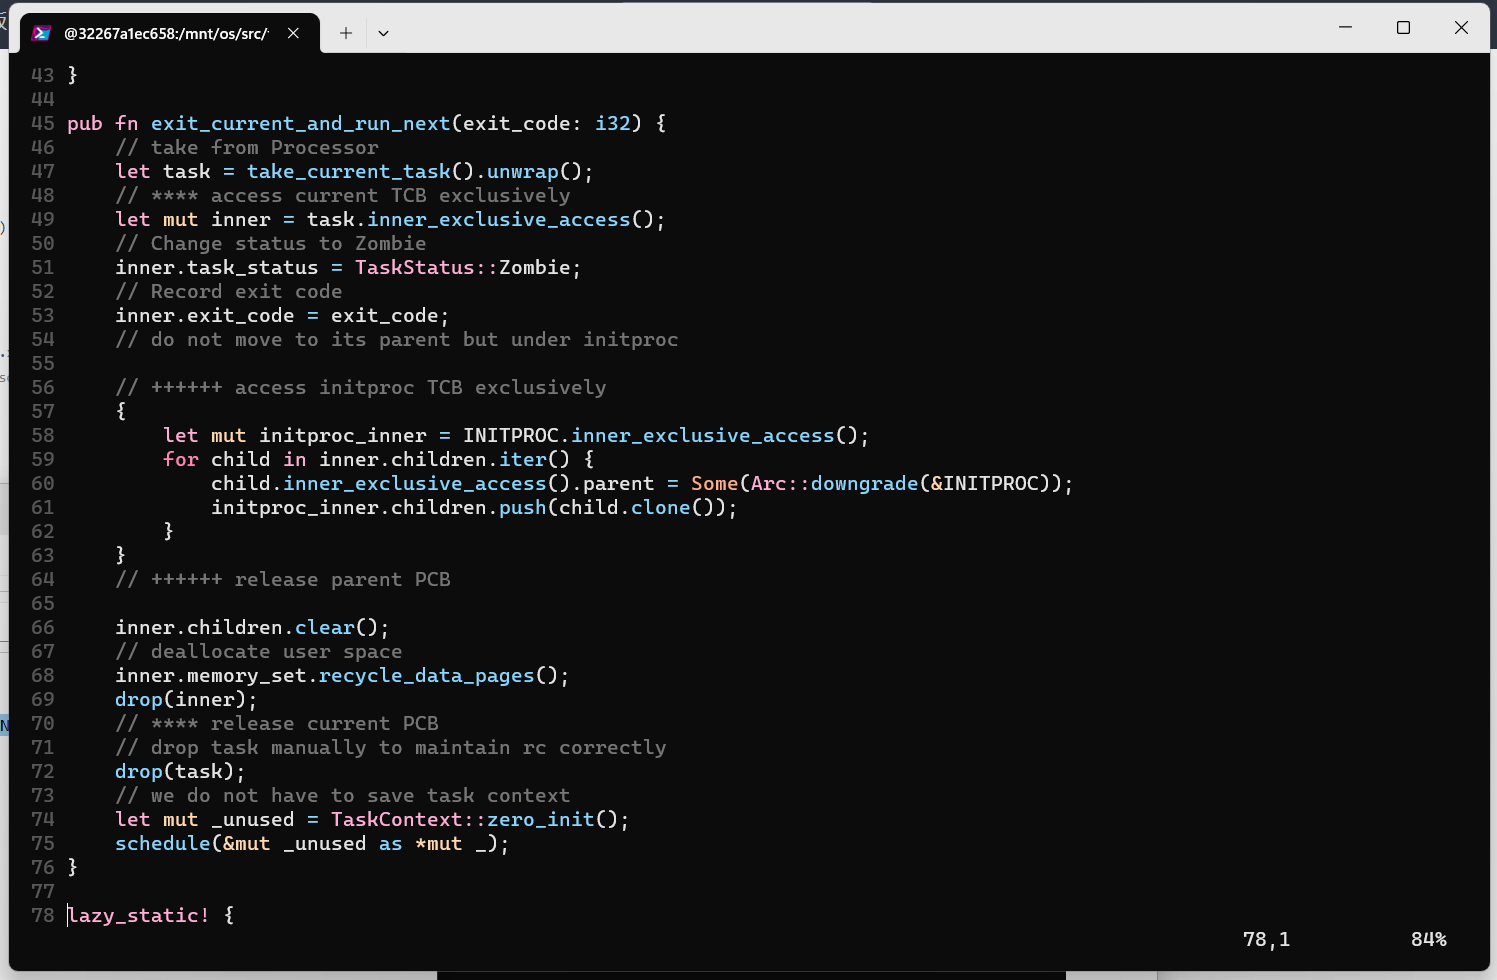 @32267a1ec658:/mnt/os/src/
43 }
44
45 pub fn exit_current_and_run_next(exit_code: i32) {
46     // take from Processor
47     let task = take_current_task().unwrap();
48     // **** access current TCB exclusively
49     let mut inner = task.inner_exclusive_access();
50     // Change status to Zombie
51     inner.task_status = TaskStatus::Zombie;
52     // Record exit code
53     inner.exit_code = exit_code;
54     // do not move to its parent but under initproc
55
56     // ++++++ access initproc TCB exclusively
57     {
58         let mut initproc_inner = INITPROC.inner_exclusive_access();
59         for child in inner.children.iter() {
60             child.inner_exclusive_access().parent = Some(Arc::downgrade(&INITPROC));
61             initproc_inner.children.push(child.clone());
62         }
63     }
64     // ++++++ release parent PCB
65
66     inner.children.clear();
67     // deallocate user space
68     inner.memory_set.recycle_data_pages();
69     drop(inner);
70     // **** release current PCB
71     // drop task manually to maintain rc correctly
72     drop(task);
73     // we do not have to save task context
74     let mut _unused = TaskContext::zero_init();
75     schedule(&mut _unused as *mut _);
76 }
77
78 lazy_static! {
78,1 84%